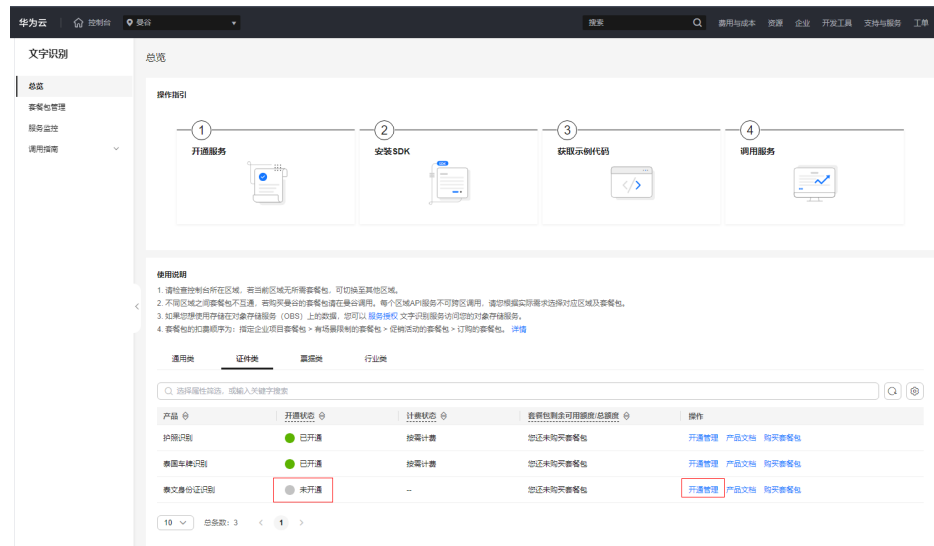 华为云 控制台 曼谷 搜索 费用与成本 资源 企业 开发工具 支持与服务 工单
文字识别
总览
总览
套餐包管理
服务监控
调用指南
操作指引
1 2 3 4
开通服务 安装SDK 获取示例代码 调用服务
使用说明
1. 请检查控制台所在区域，若当前区域无所需套餐包，可切换至其他区域。
2. 不同区域之间套餐包不互通，若购买曼谷的套餐包请在曼谷调用。每个区域API服务不可跨区调用，请您根据实际需求选择对应区域及套餐包。
3. 如果您想使用存储在对象存储服务（OBS）上的数据，您可以 服务授权 文字识别服务访问您的对象存储服务。
4. 套餐包的扣费顺序为：指定企业项目套餐包 > 有场景限制的套餐包 > 促销活动的套餐包 > 订购的套餐包。 详情
通用类 证件类 票据类 行业类
选择属性筛选，或输入关键字搜索
产品 开通状态 计费状态 套餐包剩余可用额度/总额度 操作
护照识别 已开通 按需计费 您还未购买套餐包 开通管理 产品文档 购买套餐包
泰国车牌识别 已开通 按需计费 您还未购买套餐包 开通管理 产品文档 购买套餐包
泰文身份证识别 未开通 -- 您还未购买套餐包 开通管理 产品文档 购买套餐包
10 总条数: 3 < 1 >